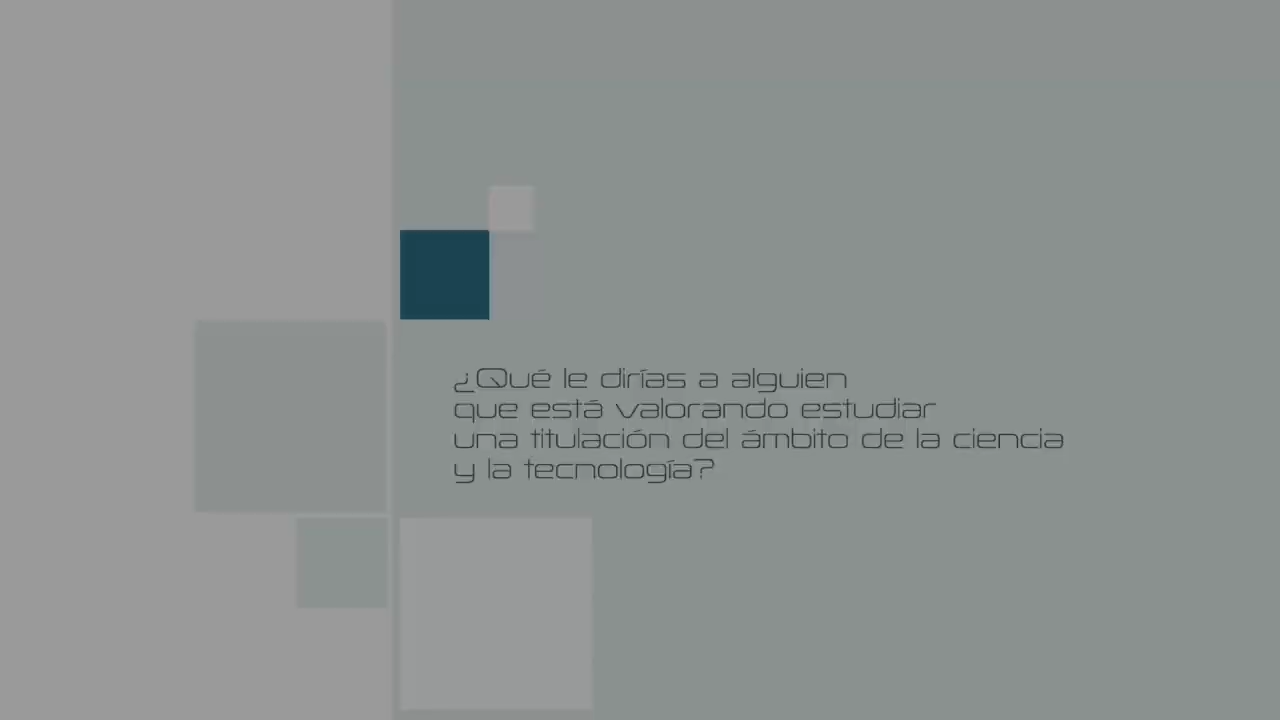 ¿Qué le dirías a alguien
que está valorando estudiar
una titulación del ámbito de la ciencia
y la tecnología?